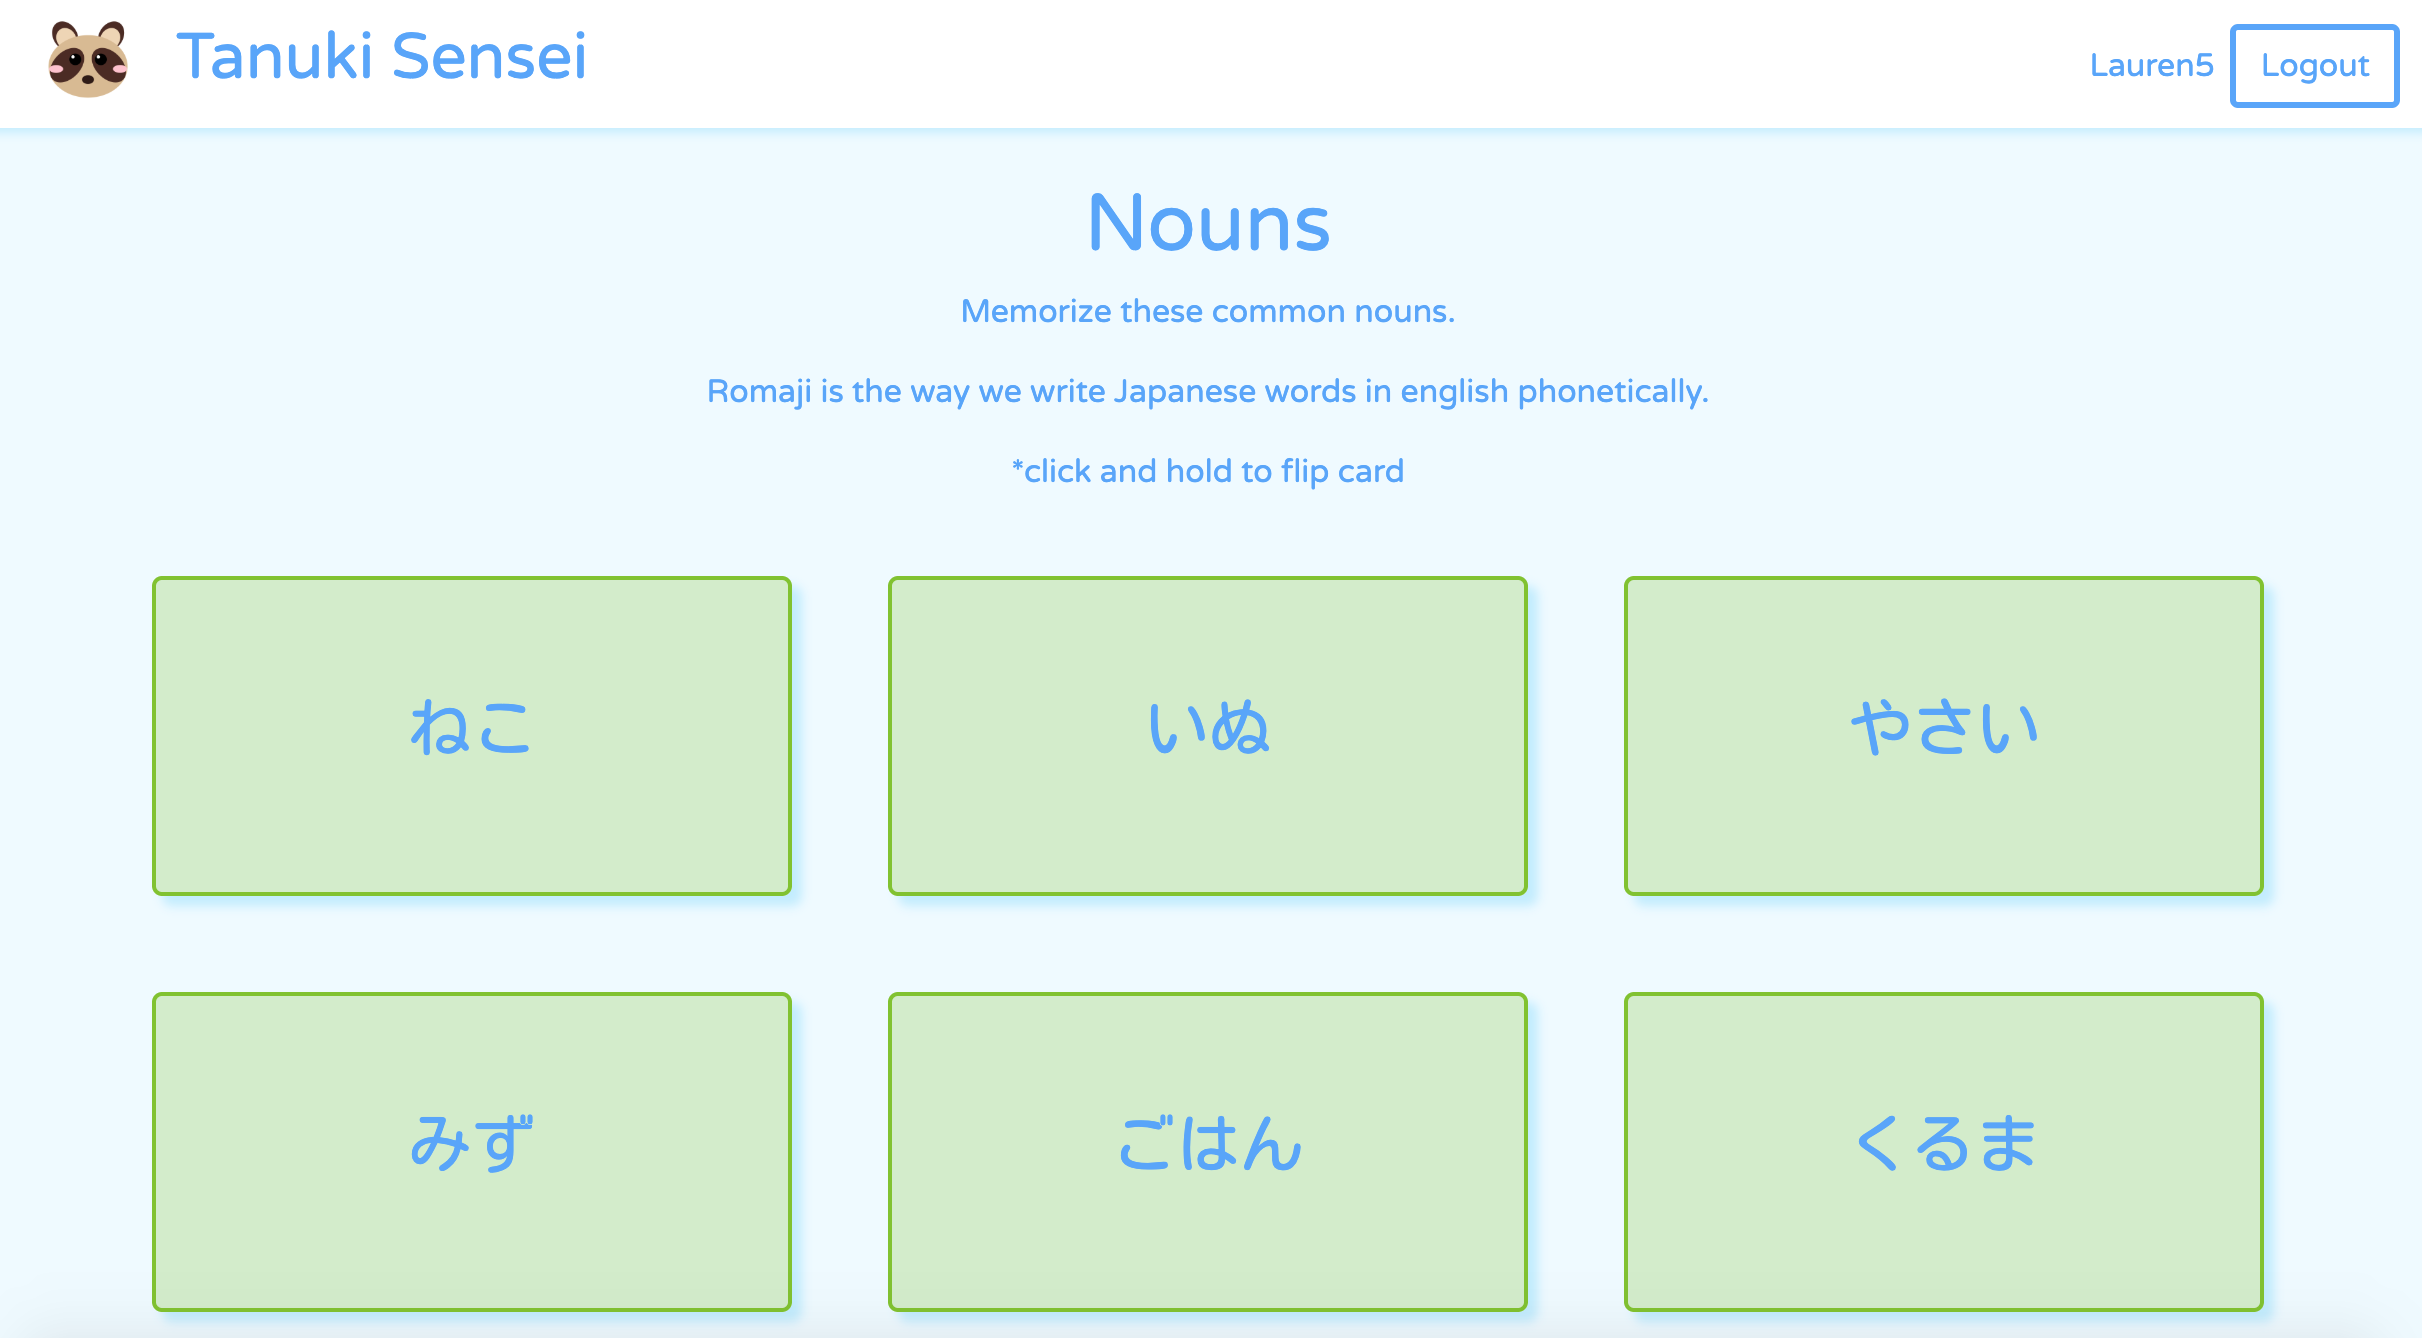 Tanuki Sensei
Lauren5
Logout
Nouns
Memorize these common nouns.
Romaji is the way we write Japanese words in english phonetically.
*click and hold to flip card
ねこ
いぬ
やさい
みず
ごはん
くるま